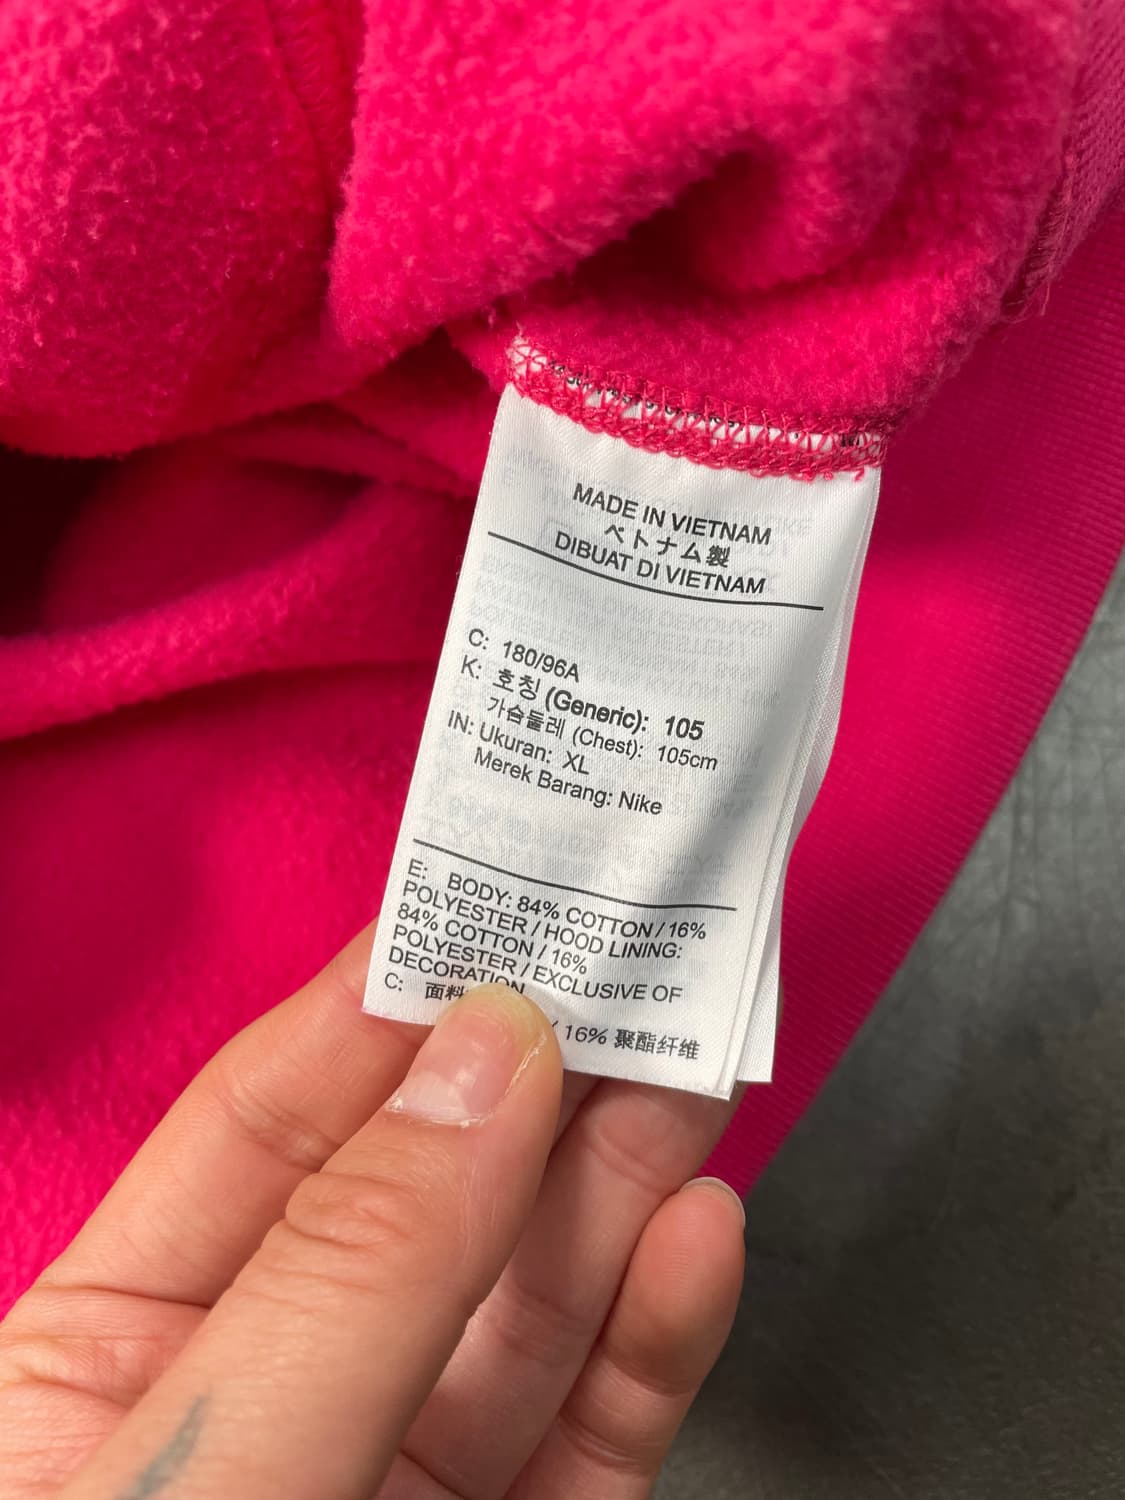 MADE IN VIETNAM
ベトナム製
DIBUAT DI VIETNAM
C: 180/96A
K: 호칭 (Generic): 105
가슴둘레 (Chest): 105cm
IN: Ukuran: XL
Merek Barang: Nike
E: BODY: 84% COTTON / 16%
POLYESTER / HOOD LINING:
84% COTTON / 16%
POLYESTER / EXCLUSIVE OF
DECORATION
C: 面料 / 16% 聚酯纤维